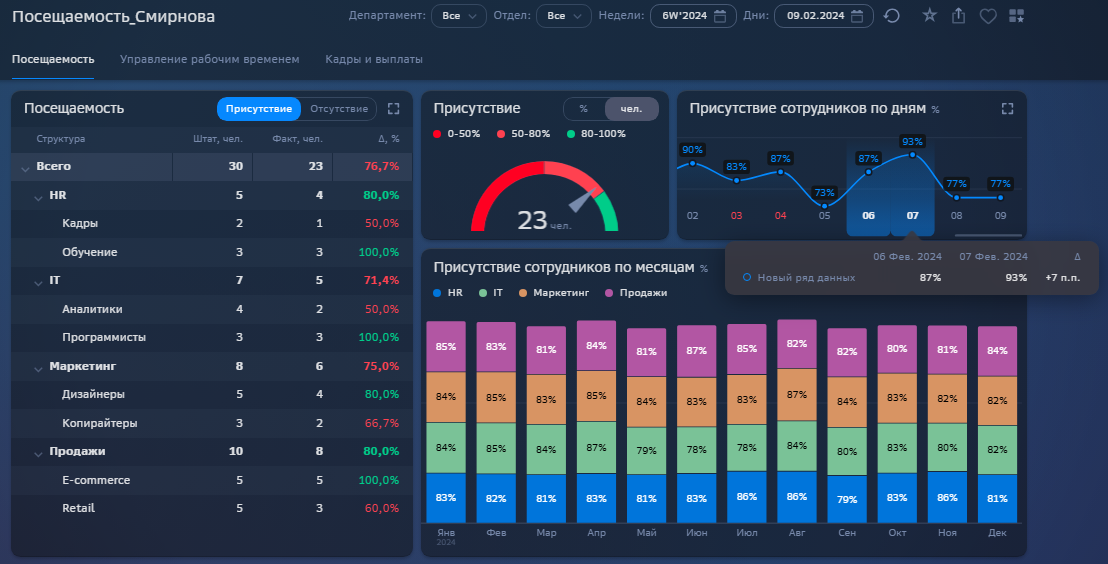 Посещаемость_Смирнова
Департамент: Все Отдел: Все Недели: 6W'2024 Дни: 09.02.2024
Посещаемость Управление рабочим временем Кадры и выплаты
Посещаемость Присутствие Отсутствие
Структура Штат, чел. Факт, чел. Δ, %
Всего 30 23 76,7%
HR 5 4 80,0%
Кадры 2 1 50,0%
Обучение 3 3 100,0%
IT 7 5 71,4%
Аналитики 4 2 50,0%
Программисты 3 3 100,0%
Маркетинг 8 6 75,0%
Дизайнеры 5 4 80,0%
Копирайтеры 3 2 66,7%
Продажи 10 8 80,0%
E-commerce 5 5 100,0%
Retail 5 3 60,0%
Присутствие % чел.
0-50% 50-80% 80-100%
23 чел.
Присутствие сотрудников по дням %
90% 83% 87% 73% 87% 93% 77% 77%
02 03 04 05 06 07 08 09
06 Фев. 2024 07 Фев. 2024 Δ
Новый ряд данных 87% 93% +7 п.п.
Присутствие сотрудников по месяцам %
HR IT Маркетинг Продажи
85% 83% 81% 84% 81% 87% 85% 82% 82% 80% 81% 84%
84% 85% 83% 85% 84% 83% 83% 87% 84% 83% 82% 82%
84% 85% 84% 87% 79% 78% 78% 84% 80% 83% 80% 82%
83% 82% 81% 83% 81% 83% 86% 86% 79% 83% 86% 81%
Янв Фев Мар Апр Май Июн Июл Авг Сен Окт Ноя Дек
2024